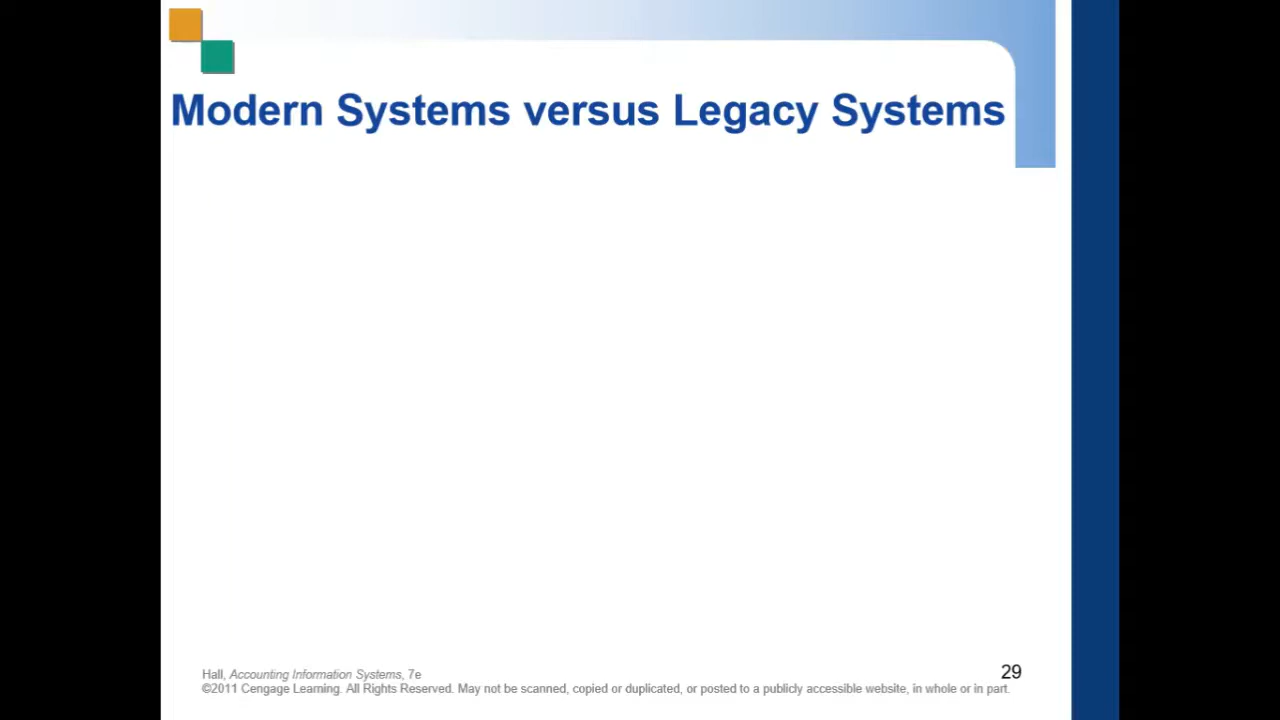 Modern Systems versus Legacy Systems
Hall, Accounting Information Systems, 7e
29
©2011 Cengage Learning. All Rights Reserved. May not be scanned, copied or duplicated, or posted to a publicly accessible website, in whole or in part.